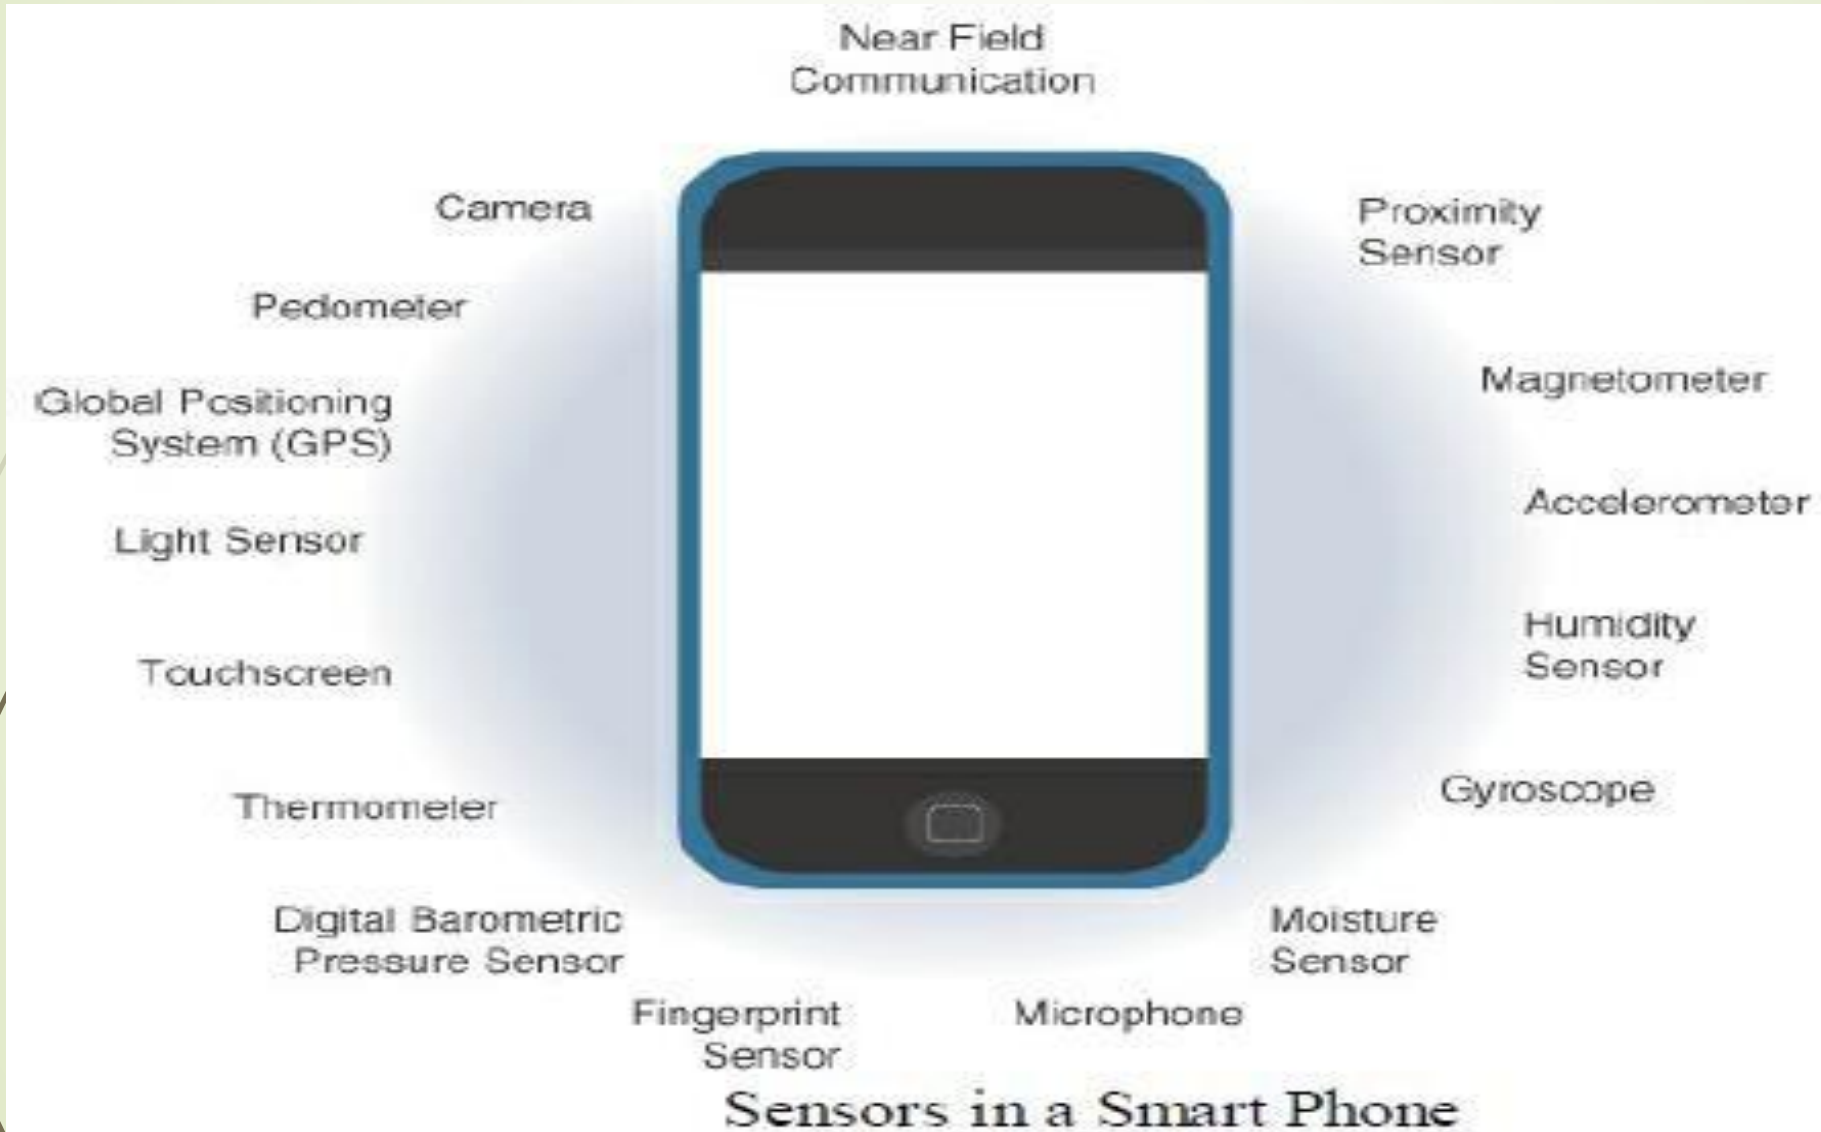 Near Field
Communication
Camera
Proximity
Sensor
Pedometer
Magnetometer
Global Positioning
System (GPS)
Accelerometer
Light Sensor
Humidity
Sensor
Touchscreen
Gyroscope
Thermometer
Digital Barometric
Pressure Sensor
Moisture
Sensor
Fingerprint
Sensor
Microphone
Sensors in a Smart Phone